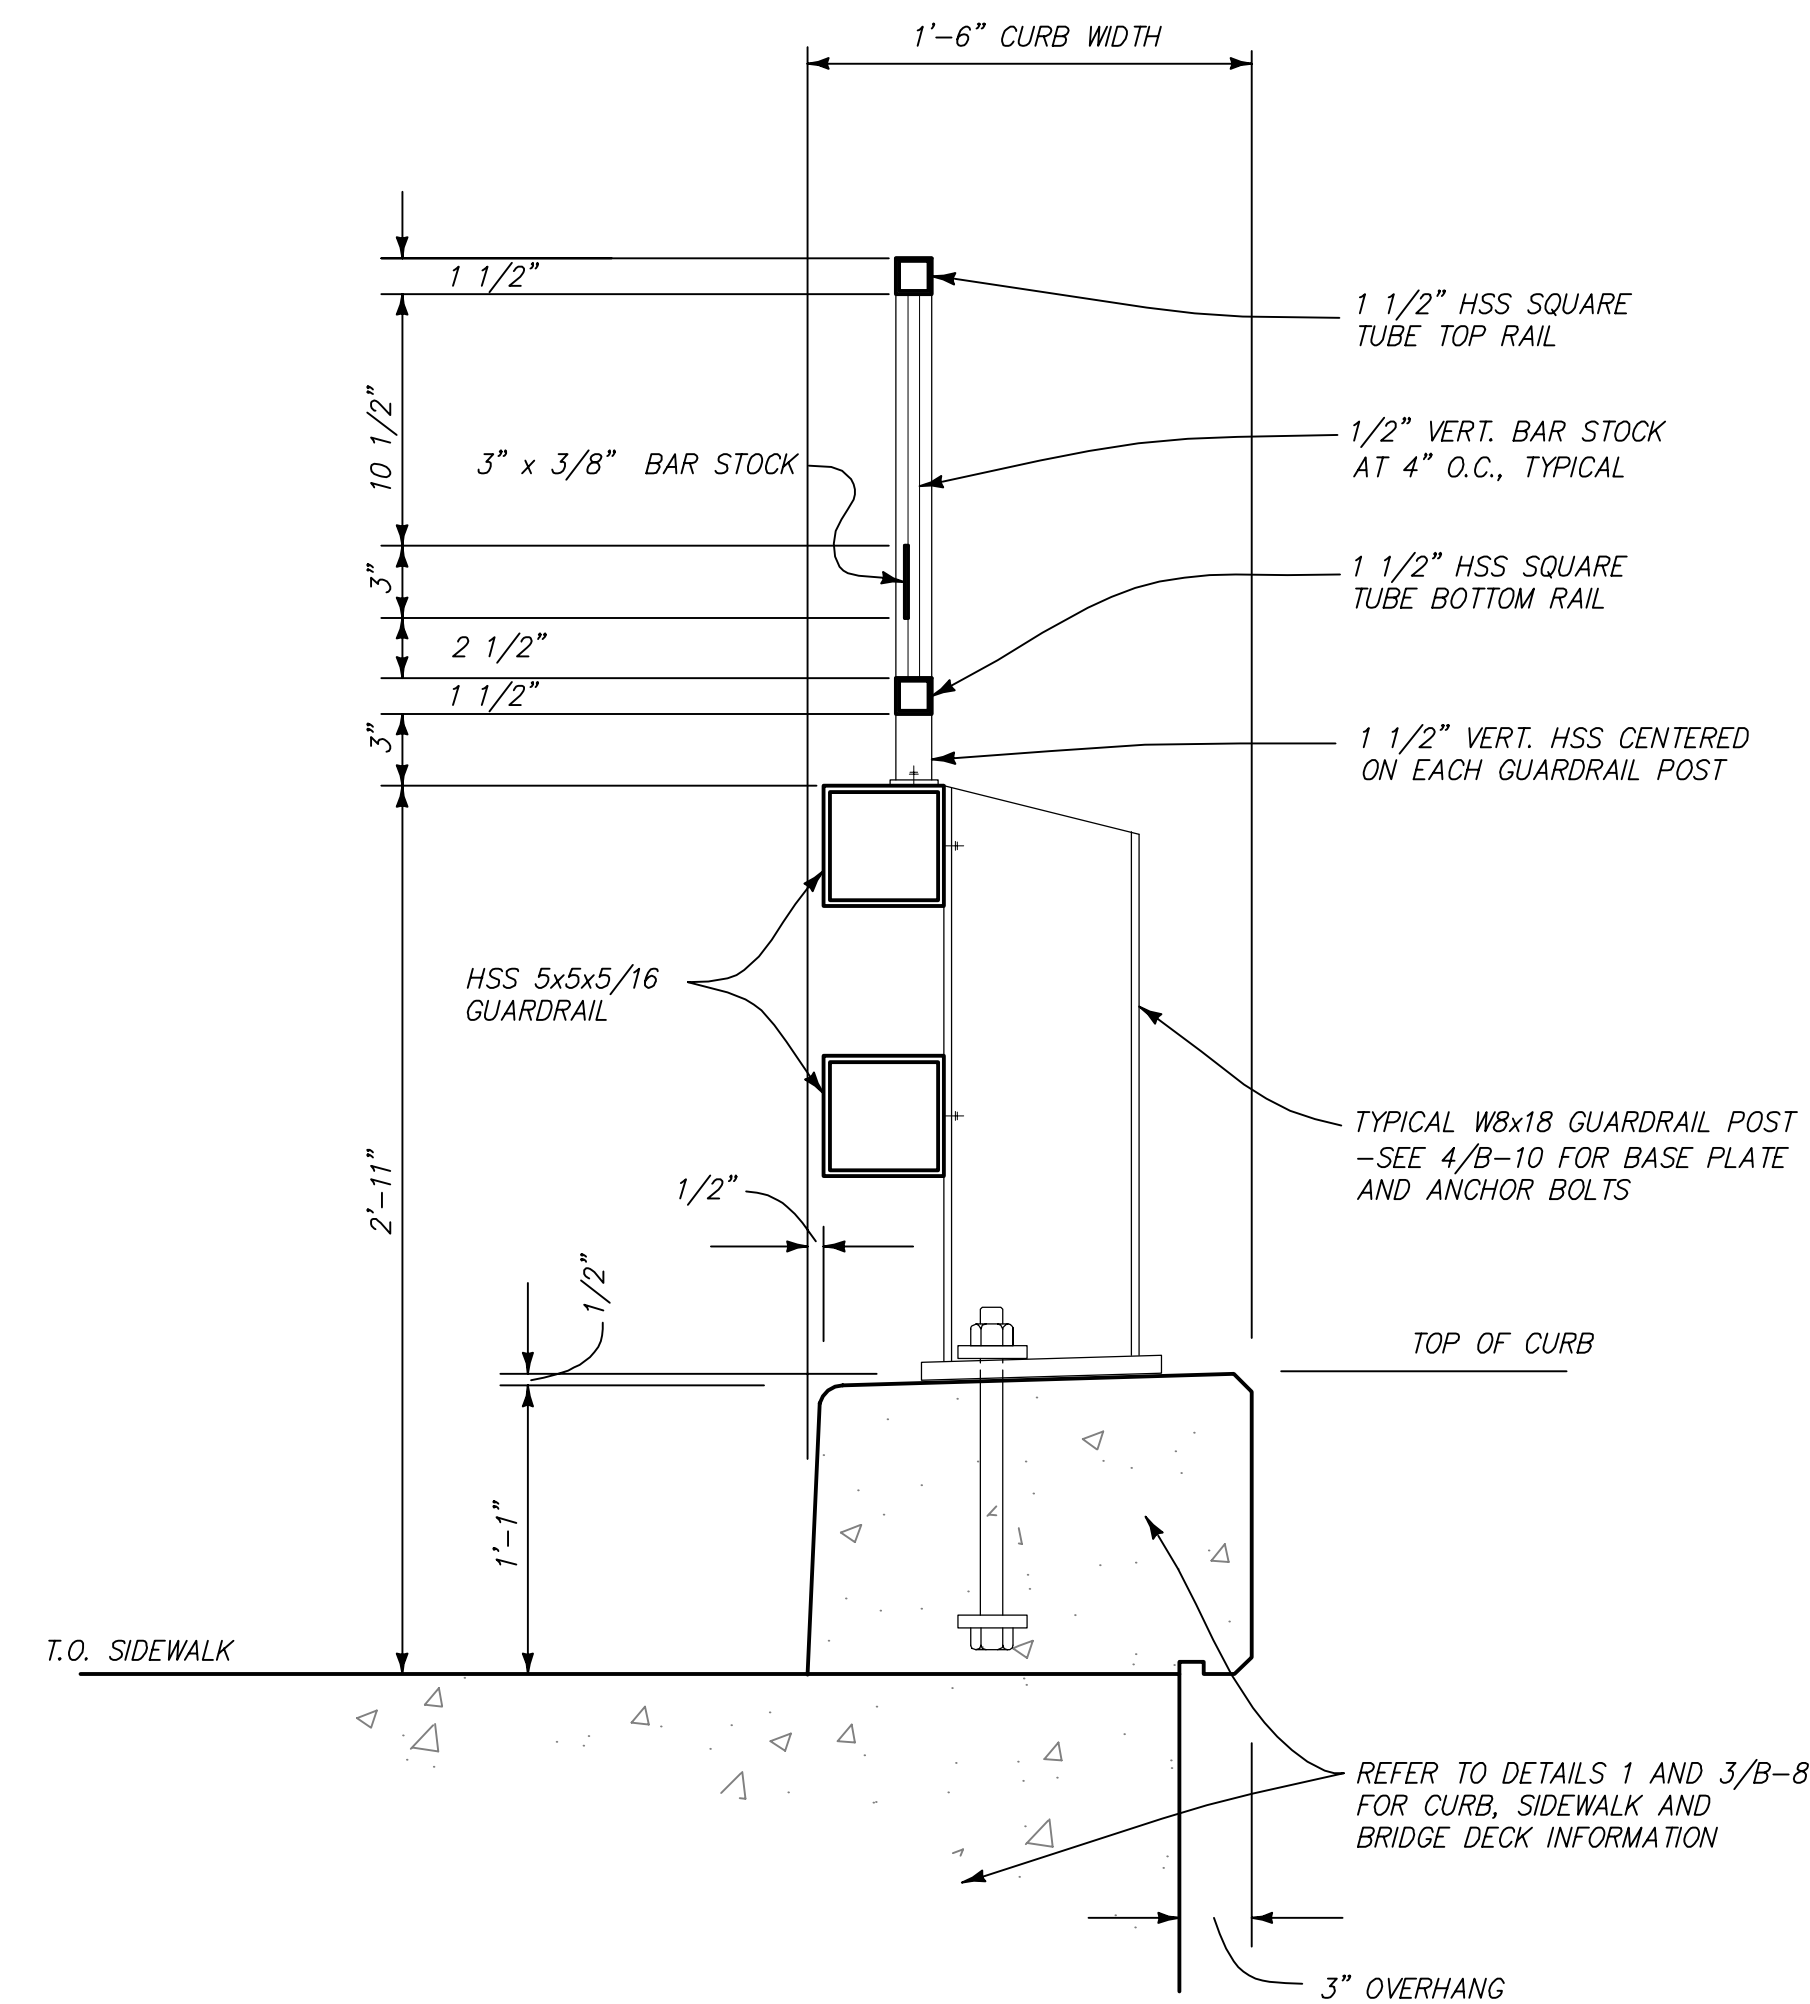 1'-6" CURB WIDTH
1 1/2"
10 1/2"
3" x 3/8" BAR STOCK
3"
2 1/2"
1 1/2"
3"
1 1/2" HSS SQUARE
TUBE TOP RAIL
1/2" VERT. BAR STOCK
AT 4" O.C., TYPICAL
1 1/2" HSS SQUARE
TUBE BOTTOM RAIL
1 1/2" VERT. HSS CENTERED
ON EACH GUARDRAIL POST
HSS 5x5x5/16
GUARDRAIL
2'-11"
1/2"
1/2"
TYPICAL W8x18 GUARDRAIL POST
-SEE 4/B-10 FOR BASE PLATE
AND ANCHOR BOLTS
TOP OF CURB
1'-1"
T.O. SIDEWALK
REFER TO DETAILS 1 AND 3/B-8
FOR CURB, SIDEWALK AND
BRIDGE DECK INFORMATION
3" OVERHANG